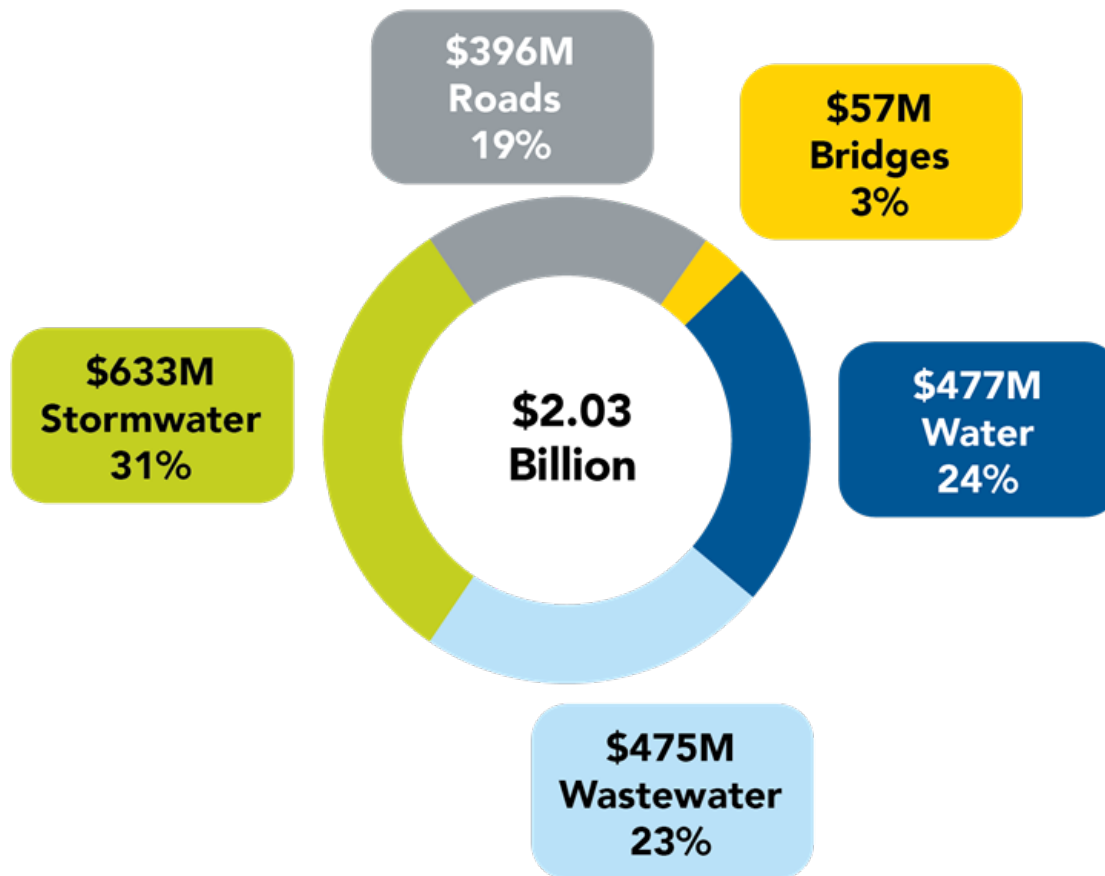 $396M
Roads
19%
$57M
Bridges
3%
$633M
Stormwater
31%
$2.03
Billion
$477M
Water
24%
$475M
Wastewater
23%